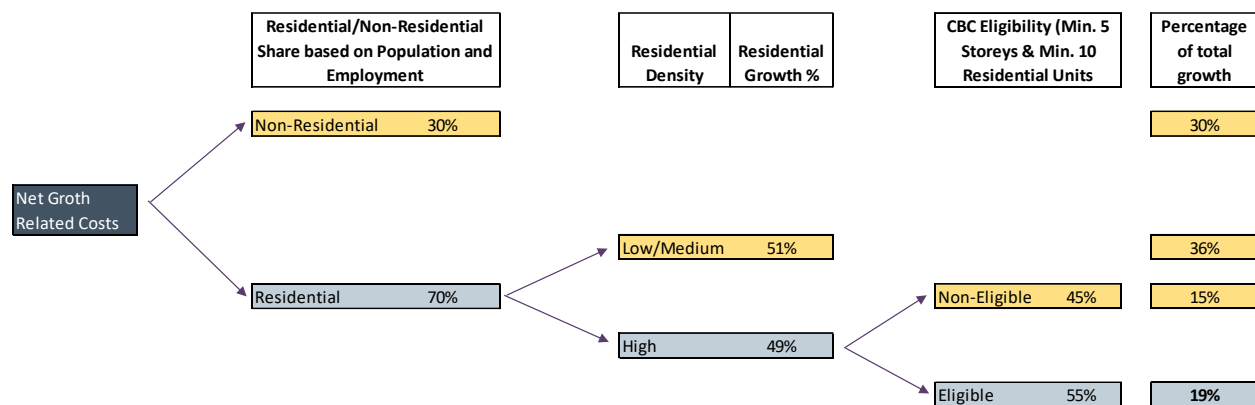 Residential/Non-Residential
Share based on Population and
Employment
Residential
Density
Residential
Growth %
CBC Eligibility (Min. 5
Storeys & Min. 10
Residential Units
Percentage
of total
growth
Non-Residential 30%
30%
Net Groth
Related Costs
Low/Medium 51%
36%
Residential 70%
Non-Eligible 45%
15%
High 49%
Eligible 55%
19%